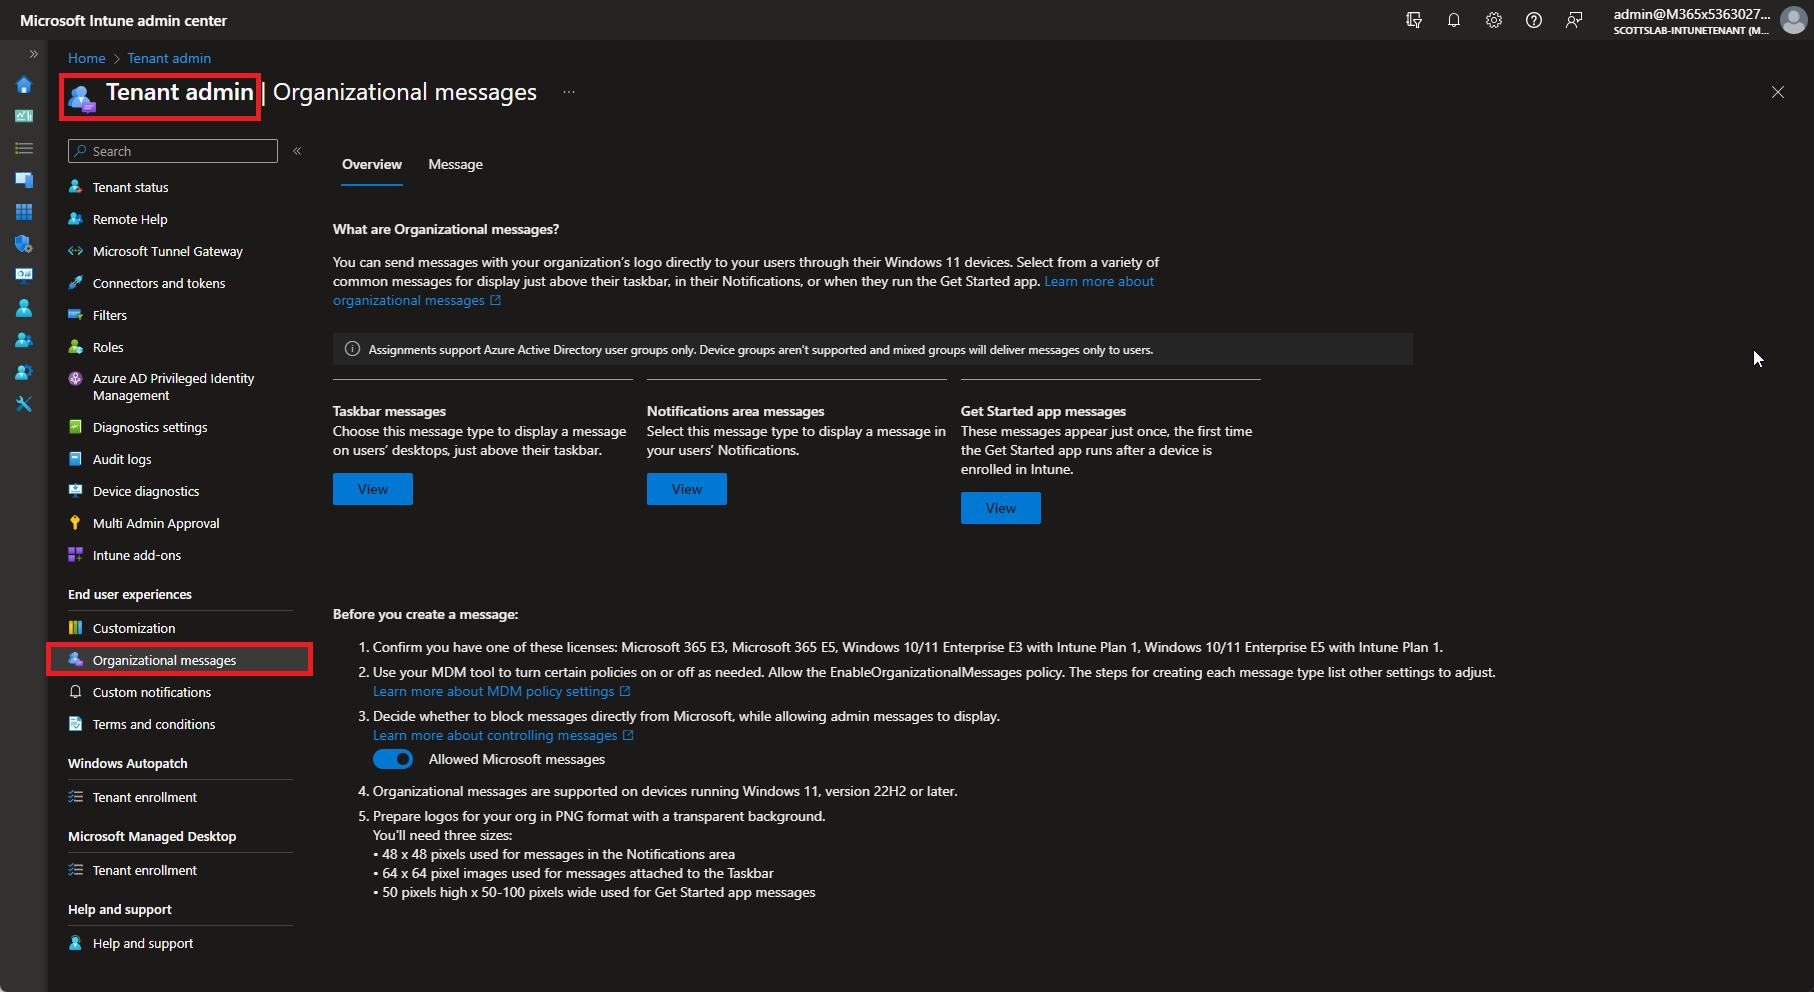 Microsoft Intune admin center
admin@M365x5363027...
SCOTTSLAB-INTUNETENANT (M...
Home > Tenant admin
Tenant admin | Organizational messages ...
Search
Tenant status
Remote Help
Microsoft Tunnel Gateway
Connectors and tokens
Filters
Roles
Azure AD Privileged Identity
Management
Diagnostics settings
Audit logs
Device diagnostics
Multi Admin Approval
Intune add-ons
End user experiences
Customization
Organizational messages
Custom notifications
Terms and conditions
Windows Autopatch
Tenant enrollment
Microsoft Managed Desktop
Tenant enrollment
Help and support
Help and support
Overview Message
What are Organizational messages?
You can send messages with your organization's logo directly to your users through their Windows 11 devices. Select from a variety of
common messages for display just above their taskbar, in their Notifications, or when they run the Get Started app. Learn more about
organizational messages
Assignments support Azure Active Directory user groups only. Device groups aren't supported and mixed groups will deliver messages only to users.
Taskbar messages
Choose this message type to display a message
on users' desktops, just above their taskbar.
View
Notifications area messages
Select this message type to display a message in
your users' Notifications.
View
Get Started app messages
These messages appear just once, the first time
the Get Started app runs after a device is
enrolled in Intune.
View
Before you create a message:
1. Confirm you have one of these licenses: Microsoft 365 E3, Microsoft 365 E5, Windows 10/11 Enterprise E3 with Intune Plan 1, Windows 10/11 Enterprise E5 with Intune Plan 1.
2. Use your MDM tool to turn certain policies on or off as needed. Allow the EnableOrganizationalMessages policy. The steps for creating each message type list other settings to adjust.
Learn more about MDM policy settings
3. Decide whether to block messages directly from Microsoft, while allowing admin messages to display.
Learn more about controlling messages
Allowed Microsoft messages
4. Organizational messages are supported on devices running Windows 11, version 22H2 or later.
5. Prepare logos for your org in PNG format with a transparent background.
You'll need three sizes:
• 48 x 48 pixels used for messages in the Notifications area
• 64 x 64 pixel images used for messages attached to the Taskbar
• 50 pixels high x 50-100 pixels wide used for Get Started app messages